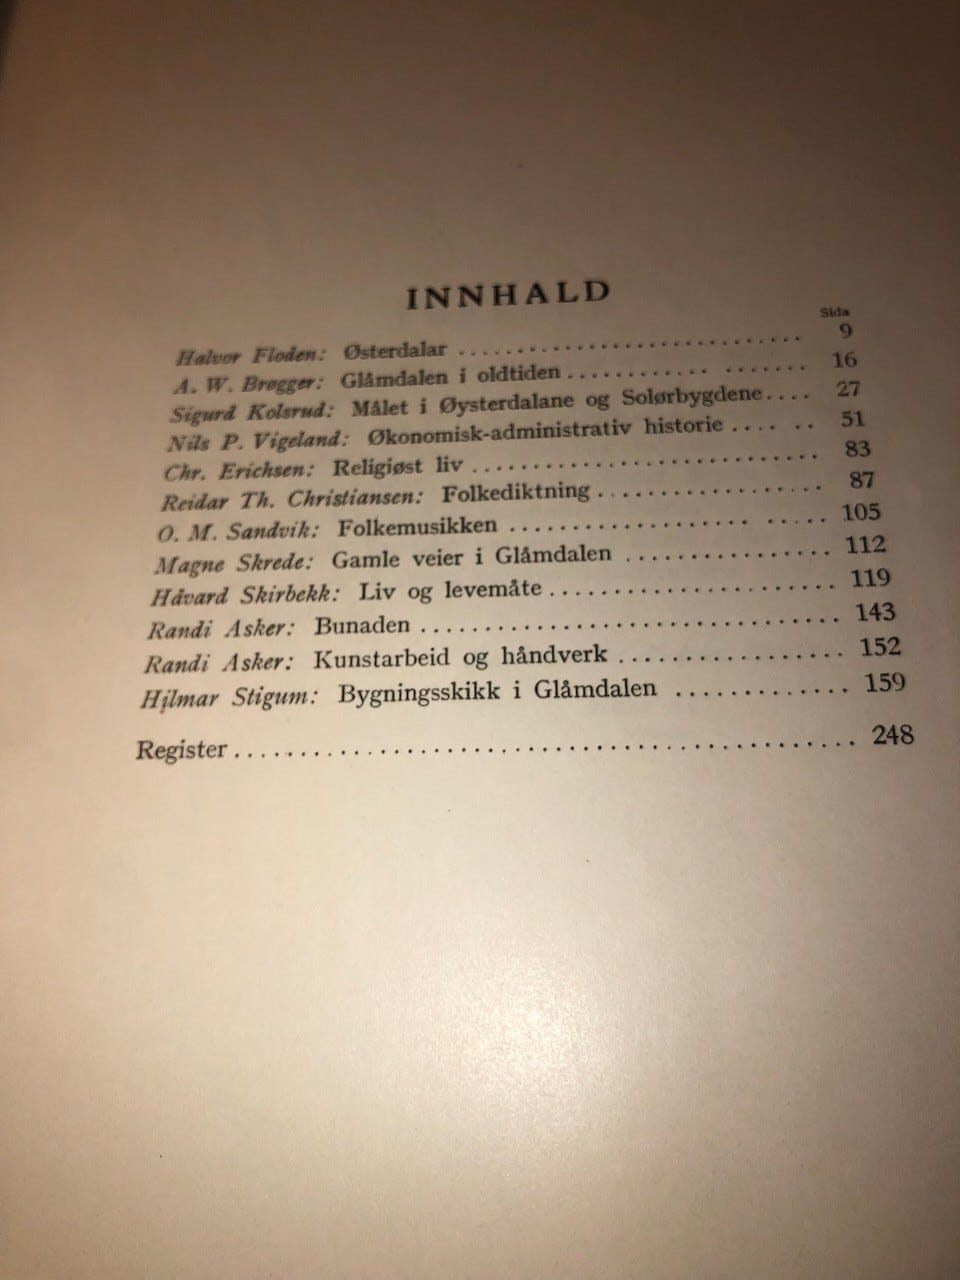 INNHALD
Sida
Halvor Floden: Østerdalar ........................ 9
A. W. Brøgger: Glåmdalen i oldtiden ........................ 16
Sigurd Kolsrud: Målet i Øysterdalane og Solørbygdene.... 27
Nils P. Vigeland: Økonomisk-administrativ historie .... .. 51
Chr. Erichsen: Religiøst liv ........................ 83
Reidar Th. Christiansen: Folkediktning ................... 87
O. M. Sandvik: Folkemusikken ........................ 105
Magne Skrede: Gamle veier i Glåmdalen ................ 112
Håvard Skirbekk: Liv og levemåte ...................... 119
Randi Asker: Bunaden ................................. 143
Randi Asker: Kunstarbeid og håndverk .................. 152
Hilmar Stigum: Bygningsskikk i Glåmdalen ............. 159
Register ................................................ 248